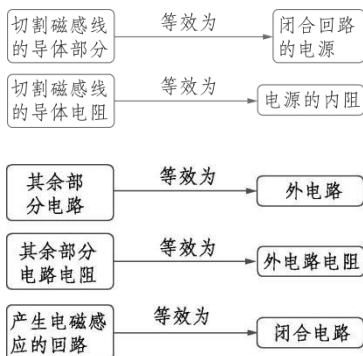 切割磁感线
的导体部分
等效为
闭合回路
的电源
切割磁感线
的导体电阻
等效为
电源的内阻
其余部
分电路
等效为
外电路
其余部分
电路电阻
等效为
外电路电阻
产生电磁感
应的回路
等效为
闭合电路